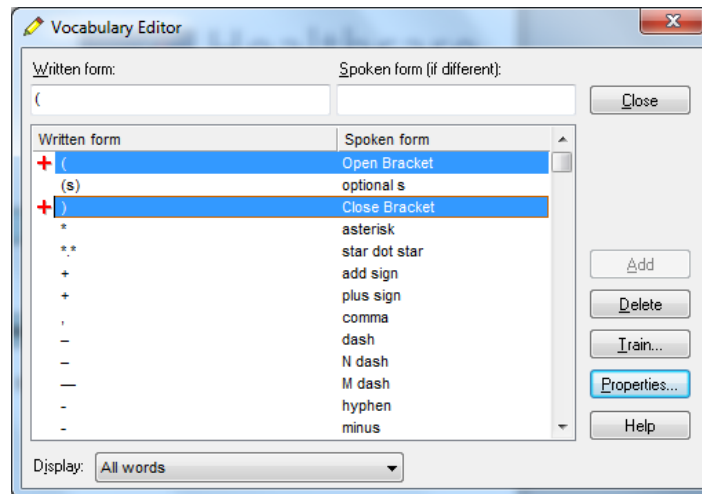 Vocabulary Editor
Written form: Spoken form (if different):
(
Close
Written form Spoken form
+ ( Open Bracket
(s) optional s
+ ) Close Bracket
* asterisk
*.* star dot star
+ add sign
+ plus sign
, comma
– dash
– N dash
— M dash
- hyphen
- minus
Add
Delete
Train...
Properties...
Help
Display: All words